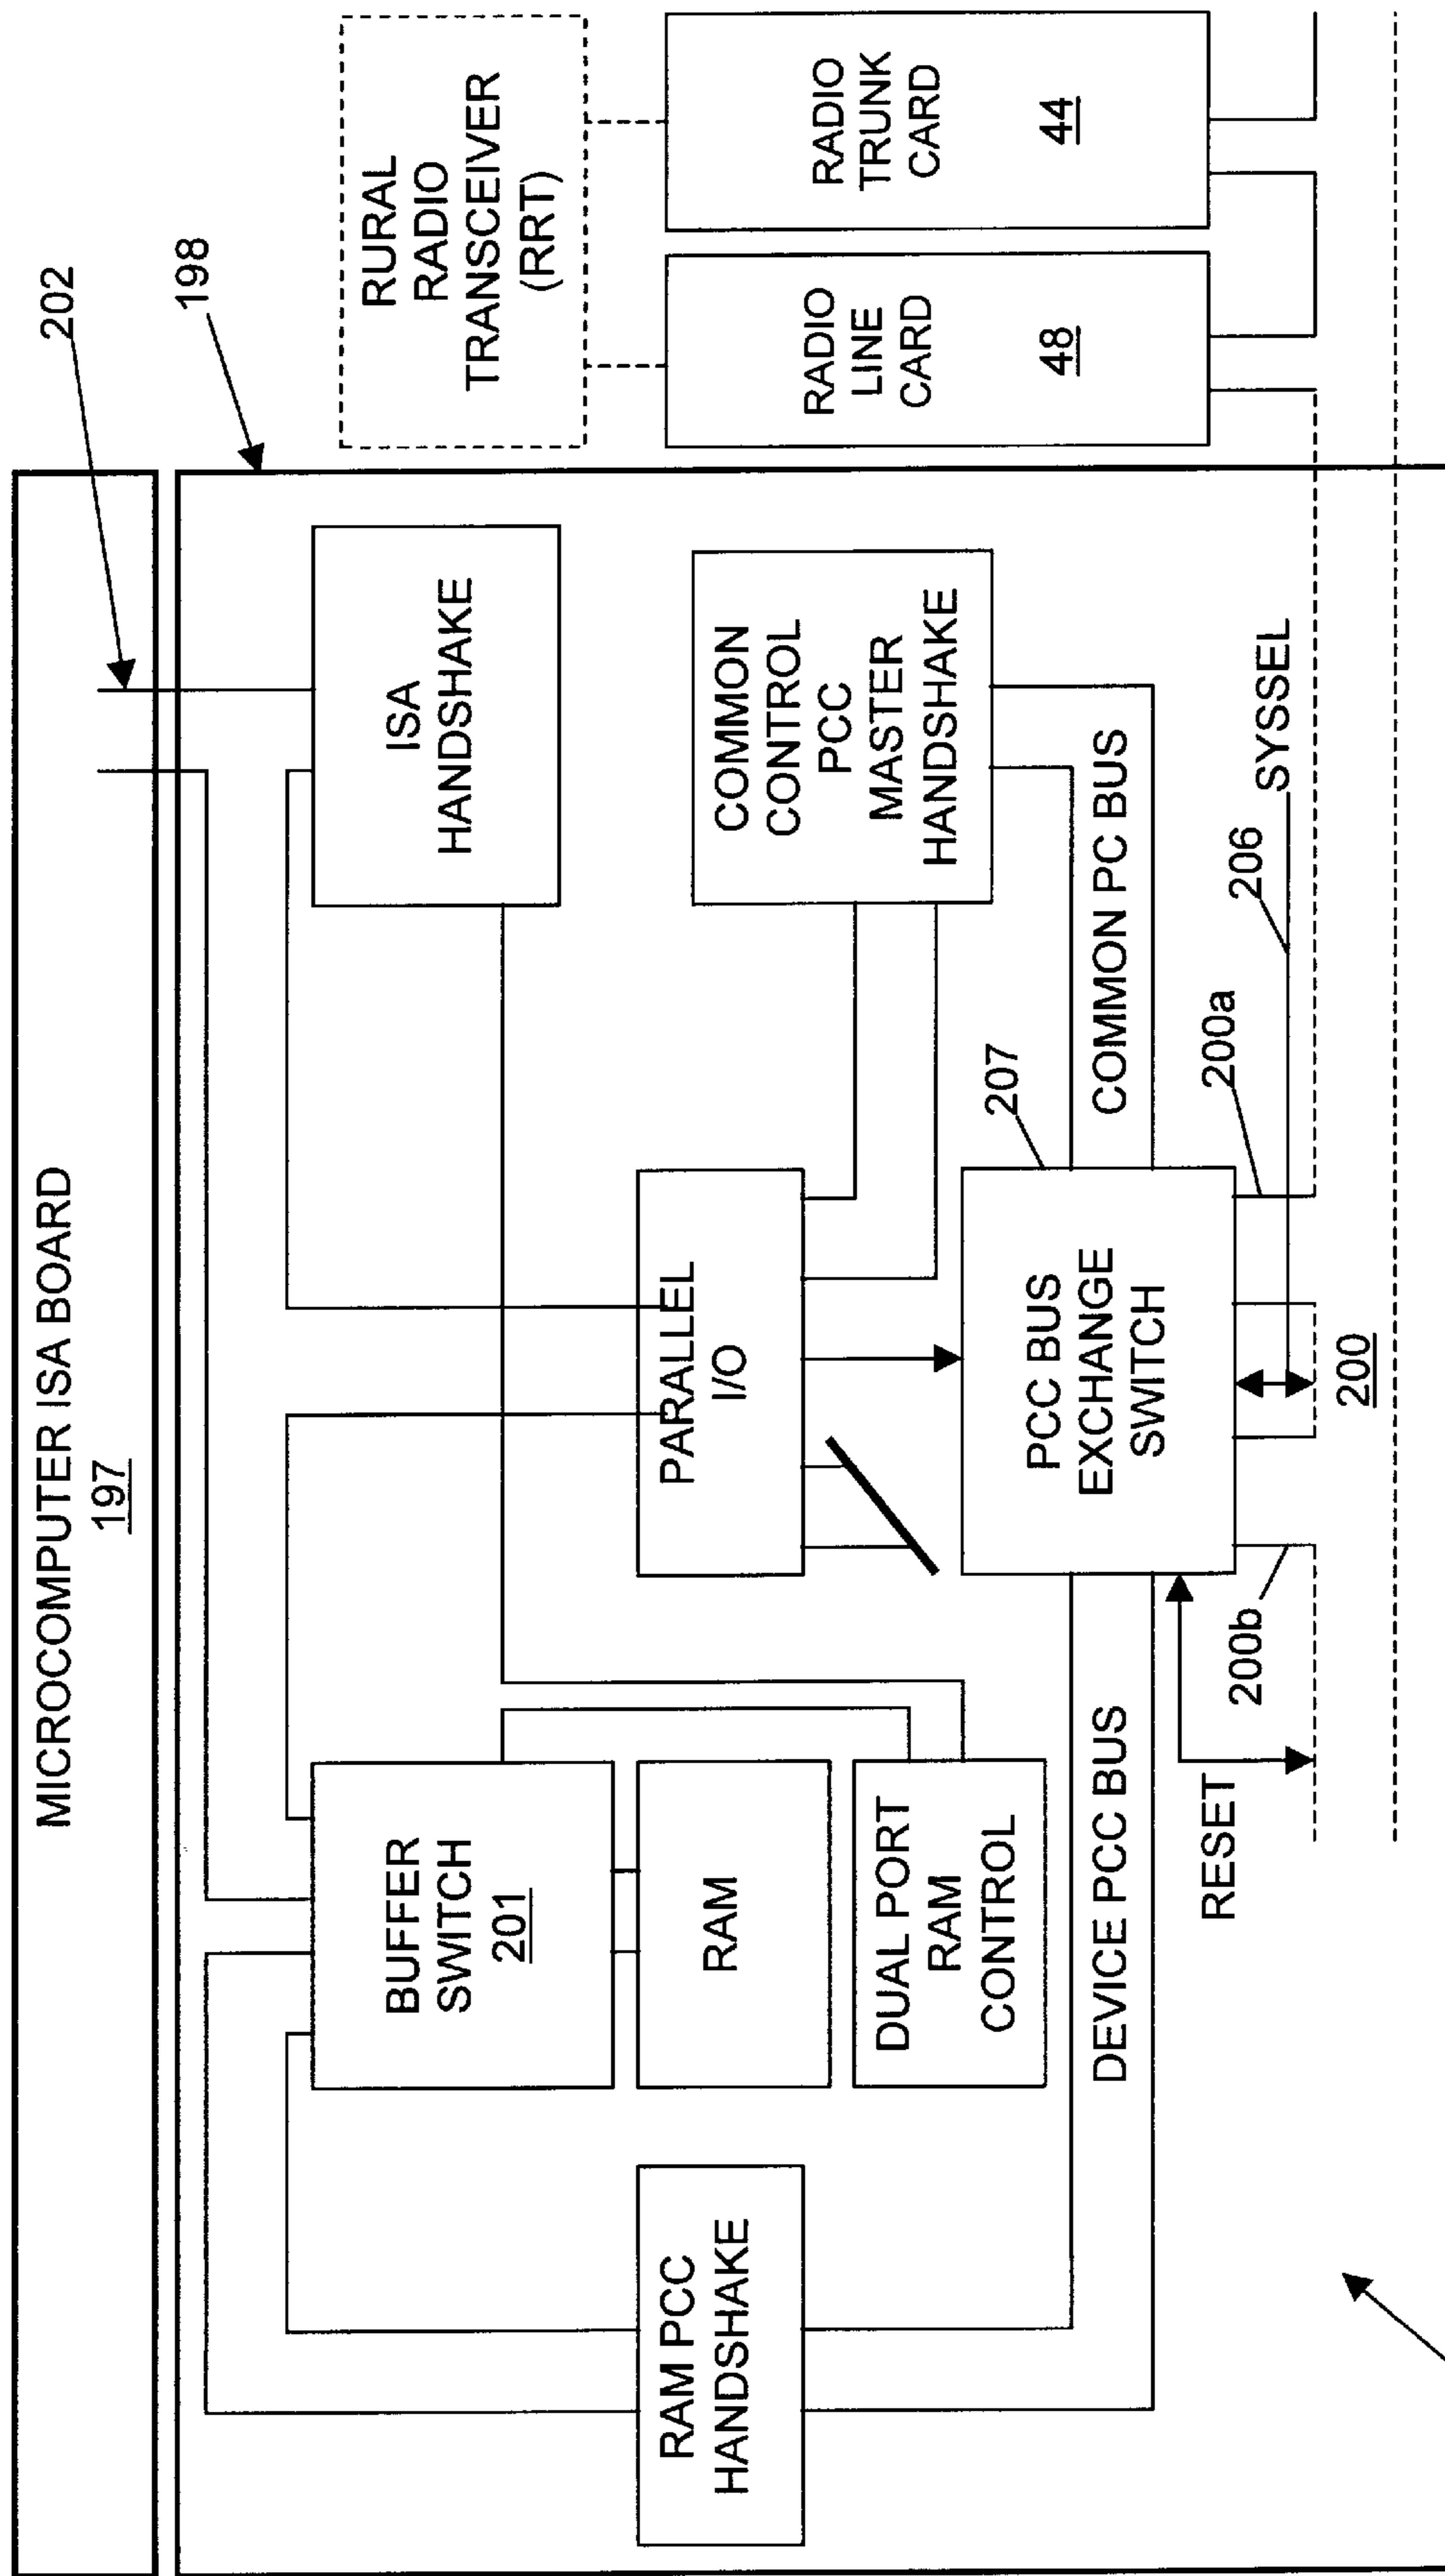 MICROCOMPUTER ISA BOARD
197
202
198
RURAL
RADIO
TRANSCEIVER
(RRT)
RADIO
LINE
CARD
48
RADIO
TRUNK
CARD
44
BUFFER
SWITCH
201
ISA
HANDSHAKE
RAM PCC
HANDSHAKE
RAM
DUAL PORT
RAM
CONTROL
PARALLEL
I/O
COMMON
CONTROL
PCC
MASTER
HANDSHAKE
207
PCC BUS
EXCHANGE
SWITCH
DEVICE PCC BUS
COMMON PC BUS
RESET
200b
200
200a
206
SYSSEL